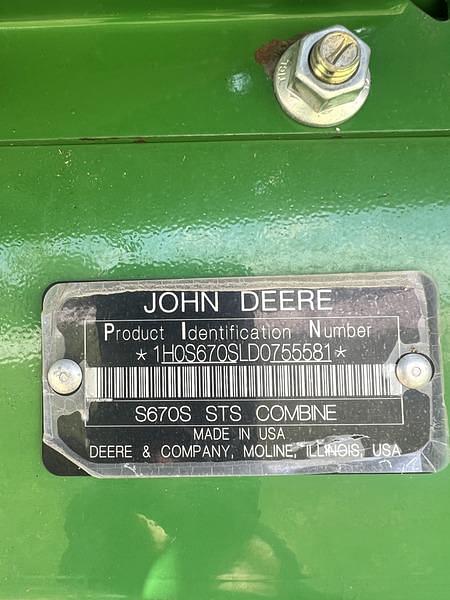 JOHN DEERE
Product Identification Number
*1H0S670SLD0755581*
S670S STS COMBINE
MADE IN USA
DEERE & COMPANY, MOLINE, ILLINOIS, USA